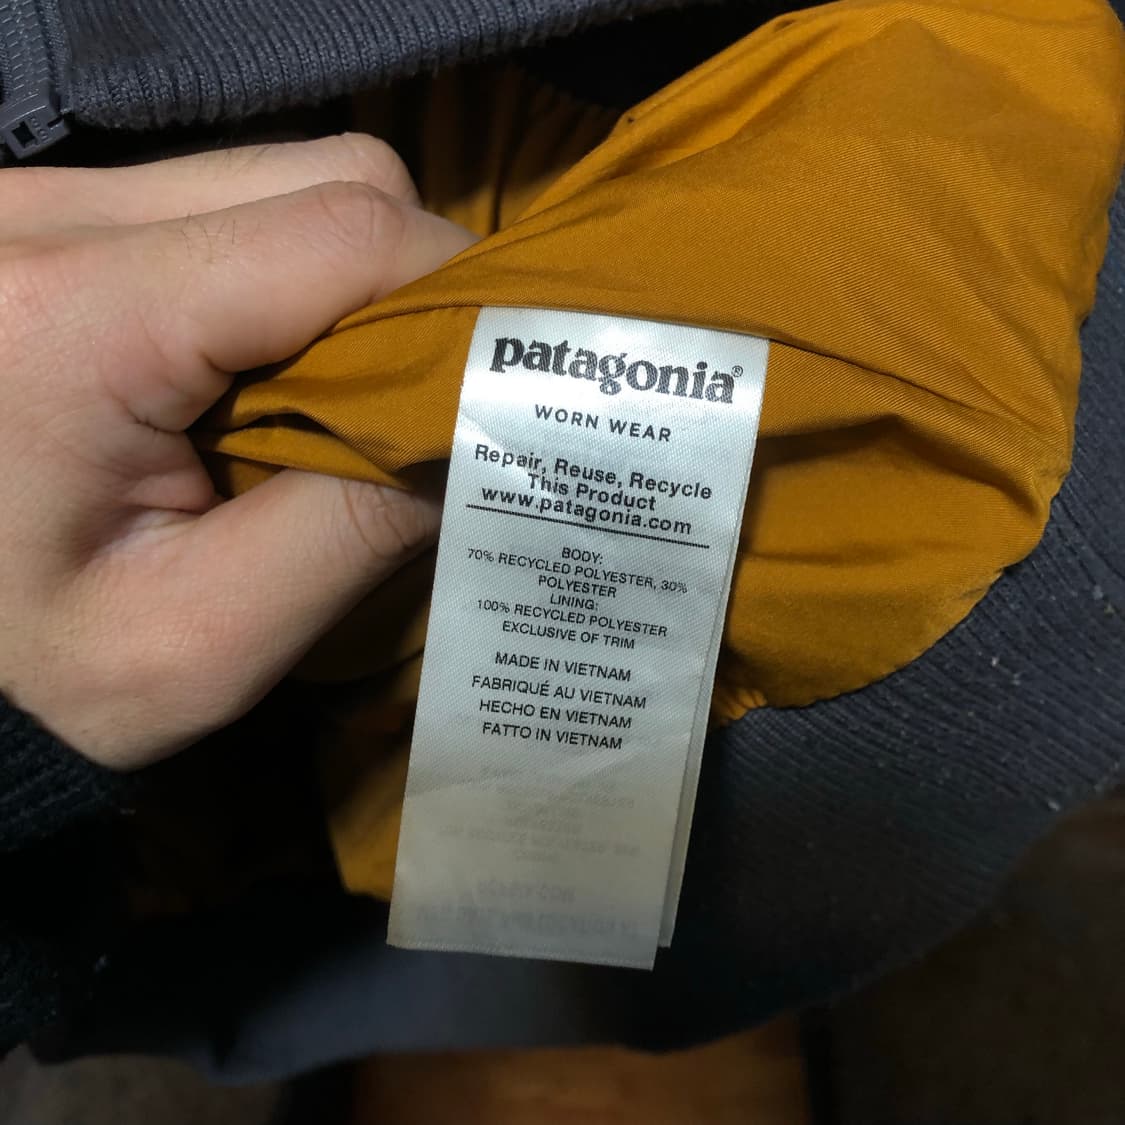 patagonia®
WORN WEAR
Repair, Reuse, Recycle
This Product
www.patagonia.com
BODY:
70% RECYCLED POLYESTER, 30%
POLYESTER
LINING:
100% RECYCLED POLYESTER
EXCLUSIVE OF TRIM
MADE IN VIETNAM
FABRIQUÉ AU VIETNAM
HECHO EN VIETNAM
FATTO IN VIETNAM